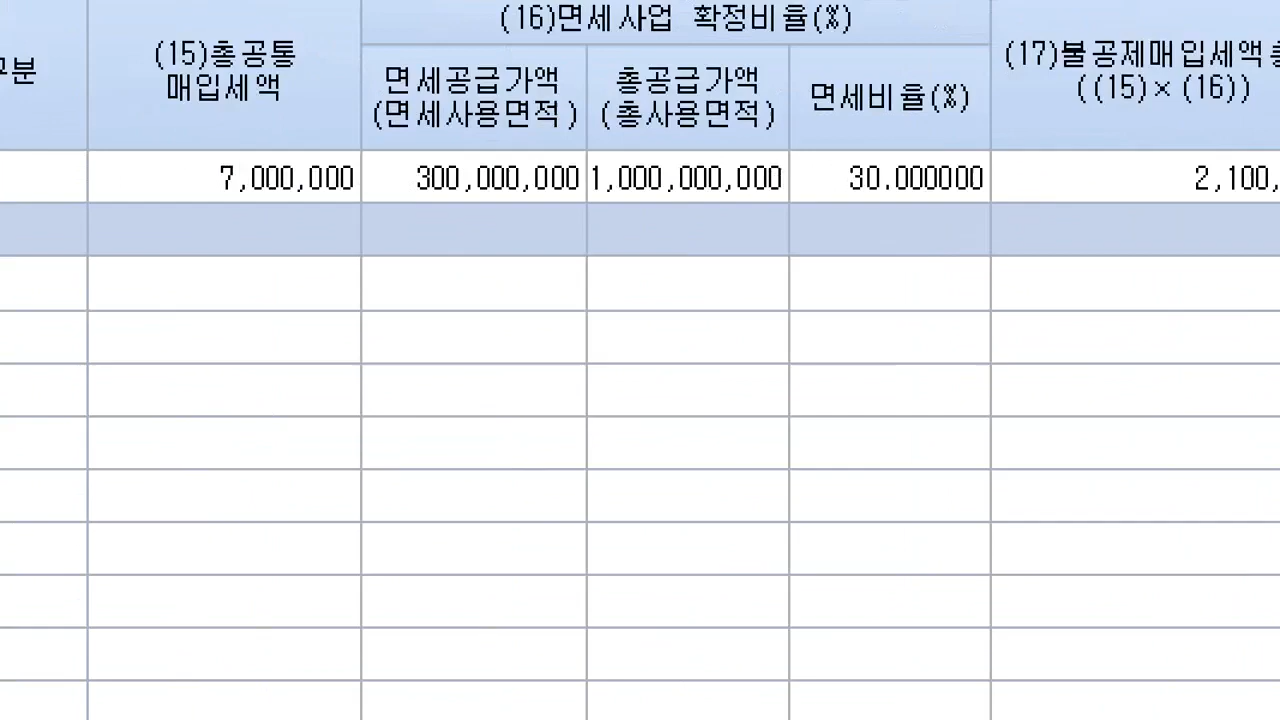 (16)면세사업 확정비율(%)
구분
(15)총공통
매입세액
면세공급가액
(면세사용면적)
총공급가액
(총사용면적)
면세비율(%)
(17)불공제매입세액총
((15)×(16))
7,000,000
300,000,000
1,000,000,000
30.000000
2,100,